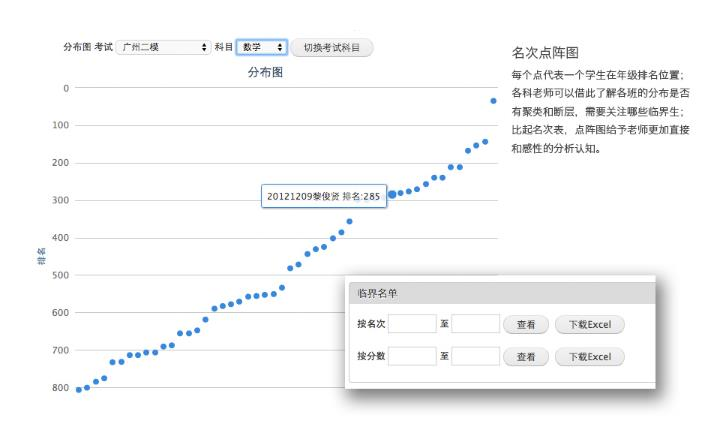 分布图 考试 广州二模 科目 数学 切换考试科目
分布图
名次点阵图
每个点代表一个学生在年级排名位置；
各科老师可以借此了解各班的分布是否
有聚类和断层，需要关注哪些临界生；
比起名次表，点阵图给予老师更加直接
和感性的分析认知。
0
100
200
20121209黎俊贤 排名:285
300
400
排名
500
600
700
800
临界名单
按名次 至 查看 下载Excel
按分数 至 查看 下载Excel